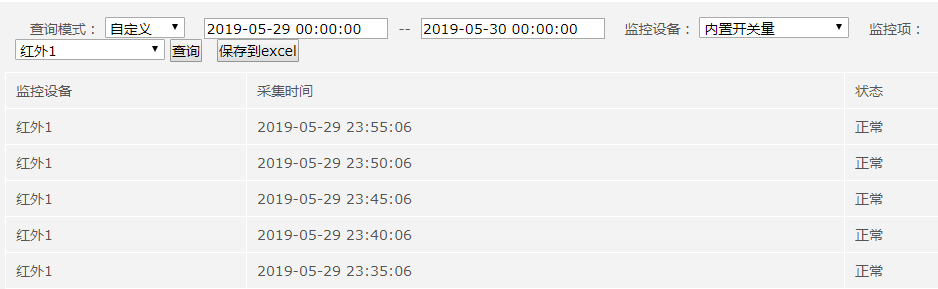 查询模式： 自定义 2019-05-29 00:00:00 -- 2019-05-30 00:00:00 监控设备： 内置开关量 监控项：
红外1 查询 保存到excel
监控设备 采集时间 状态
红外1 2019-05-29 23:55:06 正常
红外1 2019-05-29 23:50:06 正常
红外1 2019-05-29 23:45:06 正常
红外1 2019-05-29 23:40:06 正常
红外1 2019-05-29 23:35:06 正常